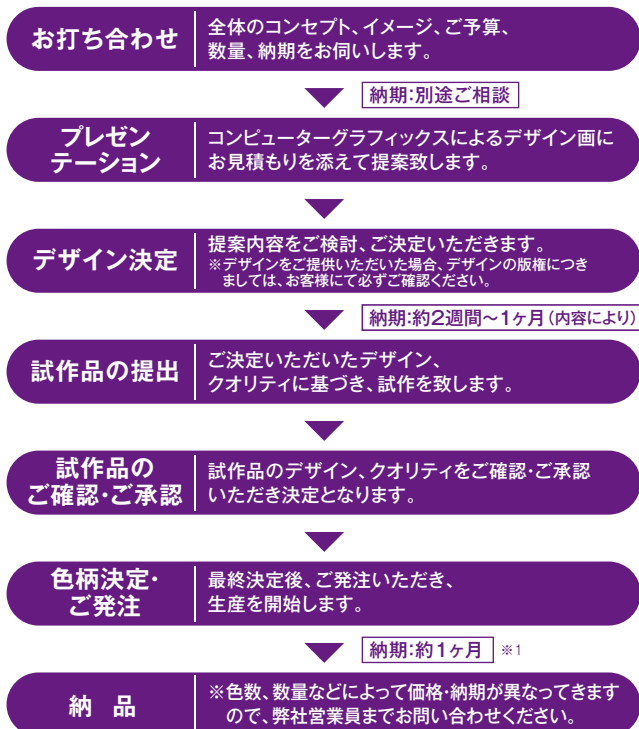 お打ち合わせ
全体のコンセプト、イメージ、ご予算、
数量、納期をお伺いします。
納期:別途ご相談
プレゼン
テーション
コンピューターグラフィックスによるデザイン画に
お見積もりを添えて提案致します。
デザイン決定
提案内容をご検討、ご決定いただきます。
※デザインをご提供いただいた場合、デザインの版権につき
ましては、お客様にて必ずご確認ください。
納期:約2週間〜1ヶ月(内容により)
試作品の提出
ご決定いただいたデザイン、
クオリティに基づき、試作を致します。
試作品の
ご確認・ご承認
試作品のデザイン、クオリティをご確認・ご承認
いただき決定となります。
色柄決定・
ご発注
最終決定後、ご発注いただき、
生産を開始します。
納期:約1ヶ月 ※1
納 品
※色数、数量などによって価格・納期が異なってきます
ので、弊社営業員までお問い合わせください。